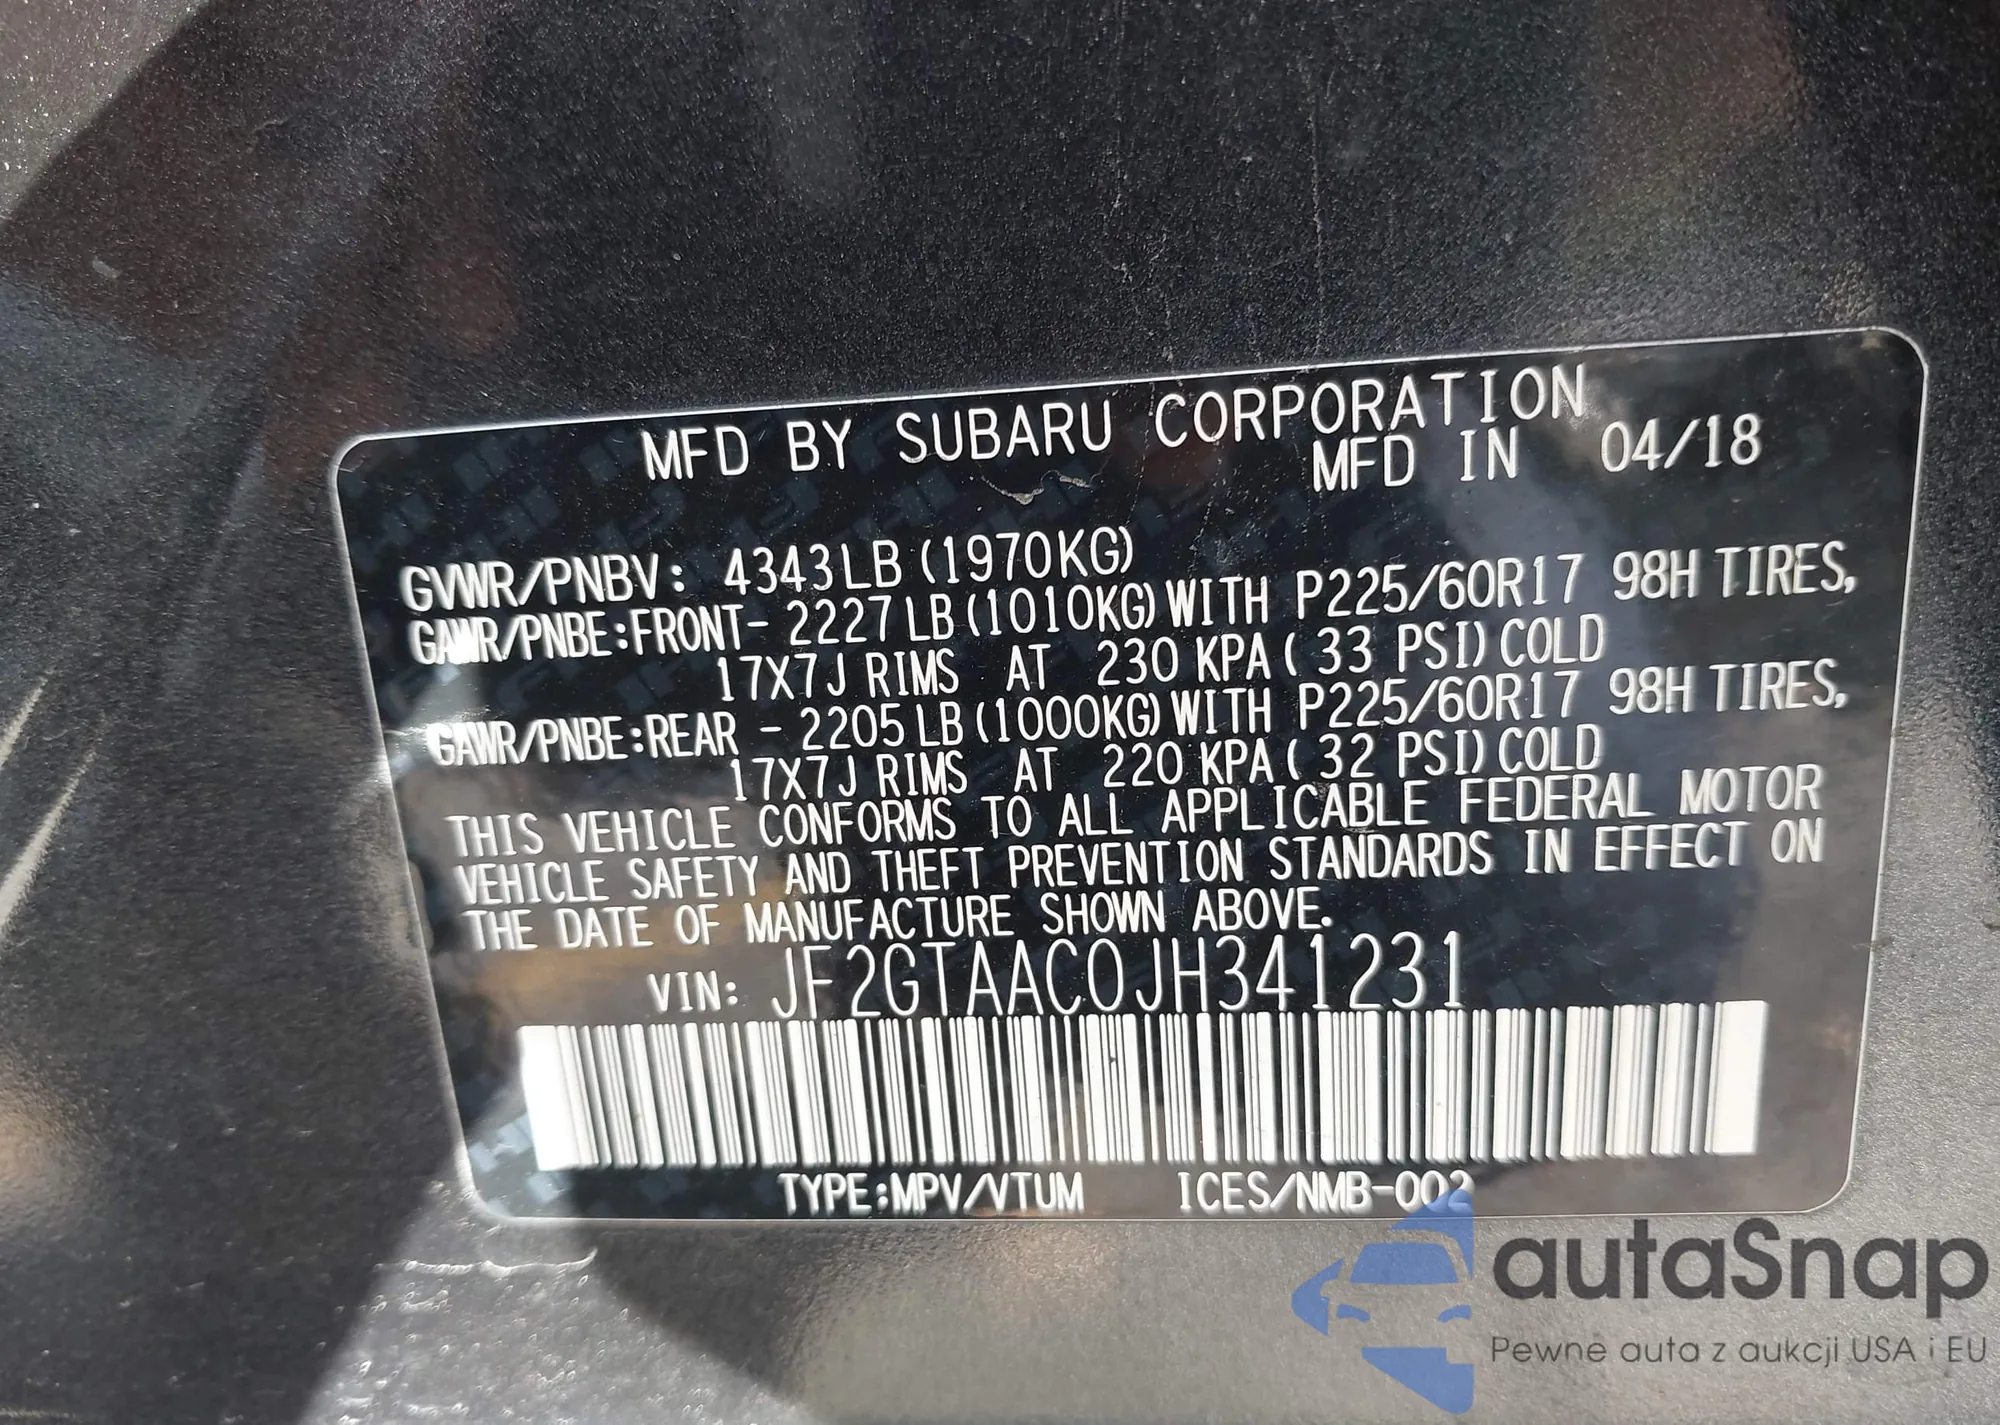 MFD BY SUBARU CORPORATION
MFD IN 04/18
GVWR/PNBV: 4343LB (1970KG)
GAWR/PNBE:FRONT- 2227LB (1010KG) WITH P225/60R17 98H TIRES,
17X7J RIMS AT 230 KPA ( 33 PSI) COLD
GAWR/PNBE:REAR - 2205LB (1000KG) WITH P225/60R17 98H TIRES,
17X7J RIMS AT 220 KPA ( 32 PSI) COLD
THIS VEHICLE CONFORMS TO ALL APPLICABLE FEDERAL MOTOR
VEHICLE SAFETY AND THEFT PREVENTION STANDARDS IN EFFECT ON
THE DATE OF MANUFACTURE SHOWN ABOVE.
VIN: JF2GTAAC0JH341231
TYPE:MPV/VTUM ICES/NMB-002
autaSnap
Pewne auta z aukcji USA i EU